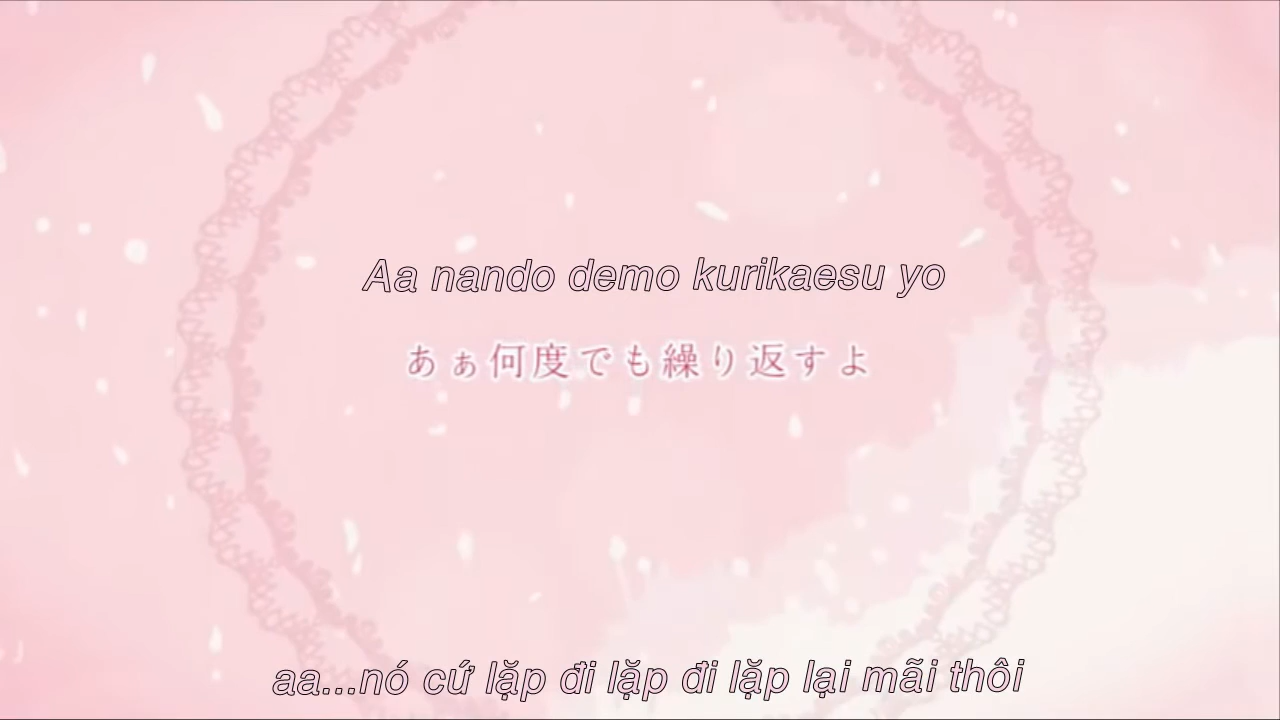 Aa nando demo kurikaesu yo
あぁ何度でも繰り返すよ
aa...nó cứ lặp đi lặp đi lặp lại mãi thôi